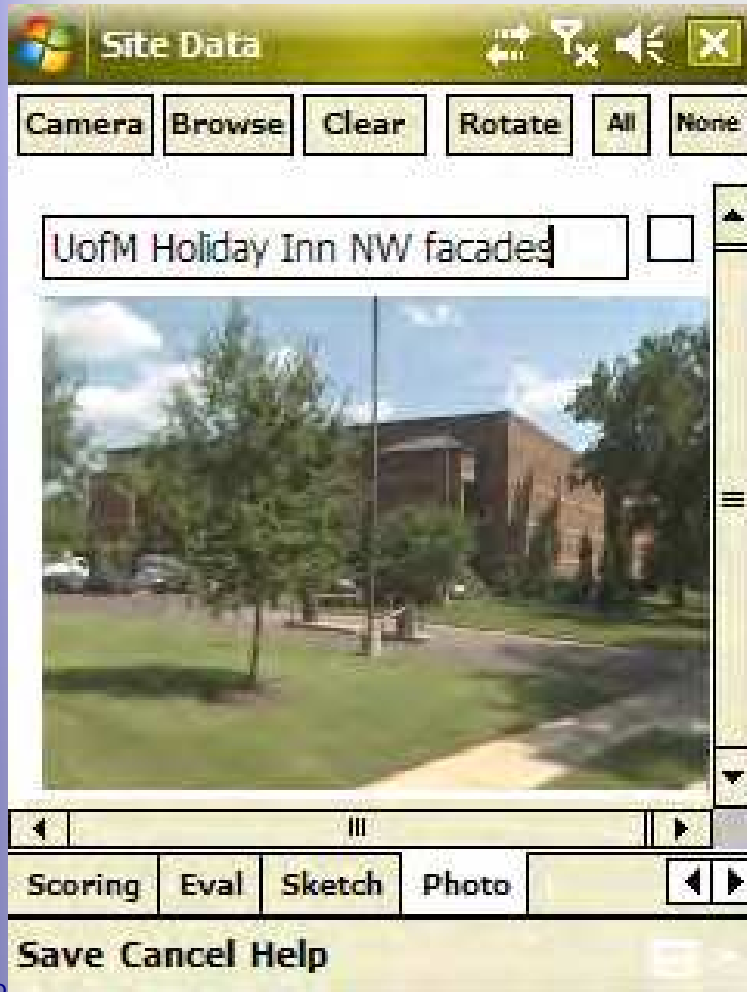 Site Data
Camera Browse Clear Rotate All None
UofM Holiday Inn NW facades
Scoring Eval Sketch Photo
Save Cancel Help